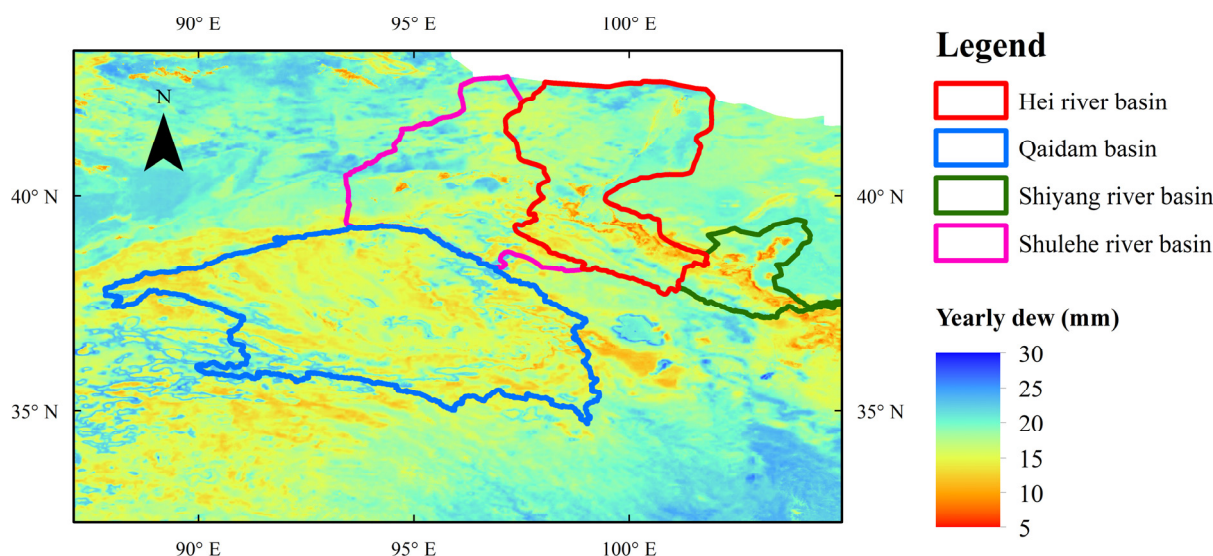 90° E 95° E 100° E
N
40° N 40° N
35° N 35° N
90° E 95° E 100° E
Legend
Hei river basin
Qaidam basin
Shiyang river basin
Shulehe river basin
Yearly dew (mm)
30
25
20
15
10
5